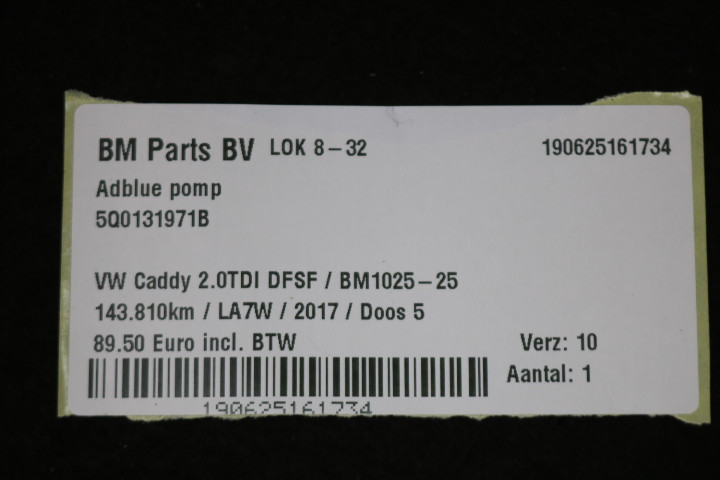 BM Parts BV LOK 8-32 190625161734
Adblue pomp
5Q0131971B
VW Caddy 2.0TDI DFSF / BM1025-25
143.810km / LA7W / 2017 / Doos 5
89.50 Euro incl. BTW Verz: 10
Aantal: 1
190625161734